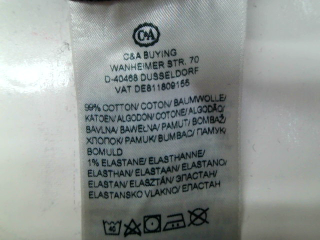 C&A
C&A BUYING
WANHEIMER STR. 70
D-40468 DUSSELDORF
VAT DE811809155
99% COTTON/ COTON/ BAUMWOLLE/
KATOEN/ ALGODON/ COTONE/ ALGODÃO/
BAVLNA/ BAWEŁNA/ PAMUT/ BOMBAŽ/
ХЛОПОК/ PAMUK/ BUMBAC/ ПАМУК/
BOMULD
1% ELASTANE/ ELASTHANNE/
ELASTHAN/ ELASTAAN/ ELASTANO/
ELASTAN/ ELASZTÁN/ ЭЛАСТАН/
ELASTANSKO VLAKNO/ ЕЛАСТАН
40